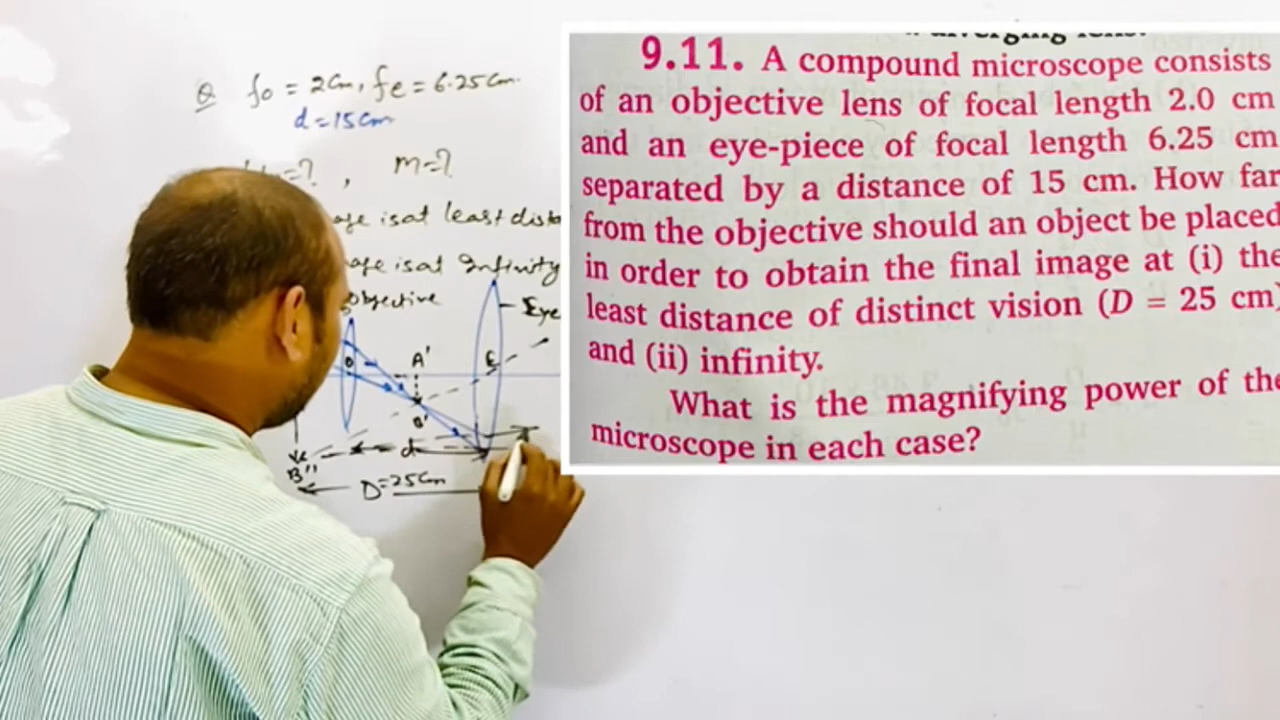 Q fo = 2cm, fe = 6.25cm.
d = 15cm
=? , m=?
is at least dista
is at Infinity
objective
Eye
O
A'
E
B'
d
B"
D=25cm
9.11. A compound microscope consists
of an objective lens of focal length 2.0 cm
and an eye-piece of focal length 6.25 cm
separated by a distance of 15 cm. How far
from the objective should an object be placed
in order to obtain the final image at (i) the
least distance of distinct vision (D = 25 cm)
and (ii) infinity.
What is the magnifying power of the
microscope in each case?